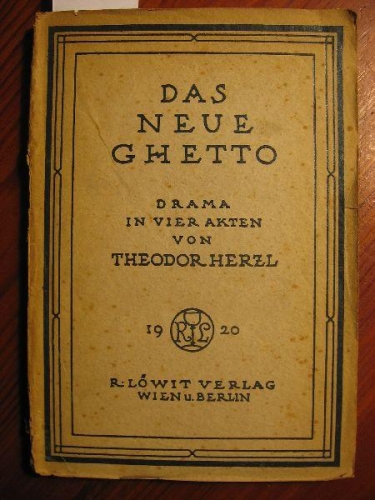 DAS
NEUE
GHETTO
DRAMA
IN VIER AKTEN
VON
THEODOR HERZL
19 RL 20
R. LÖWIT VERLAG
WIEN U. BERLIN